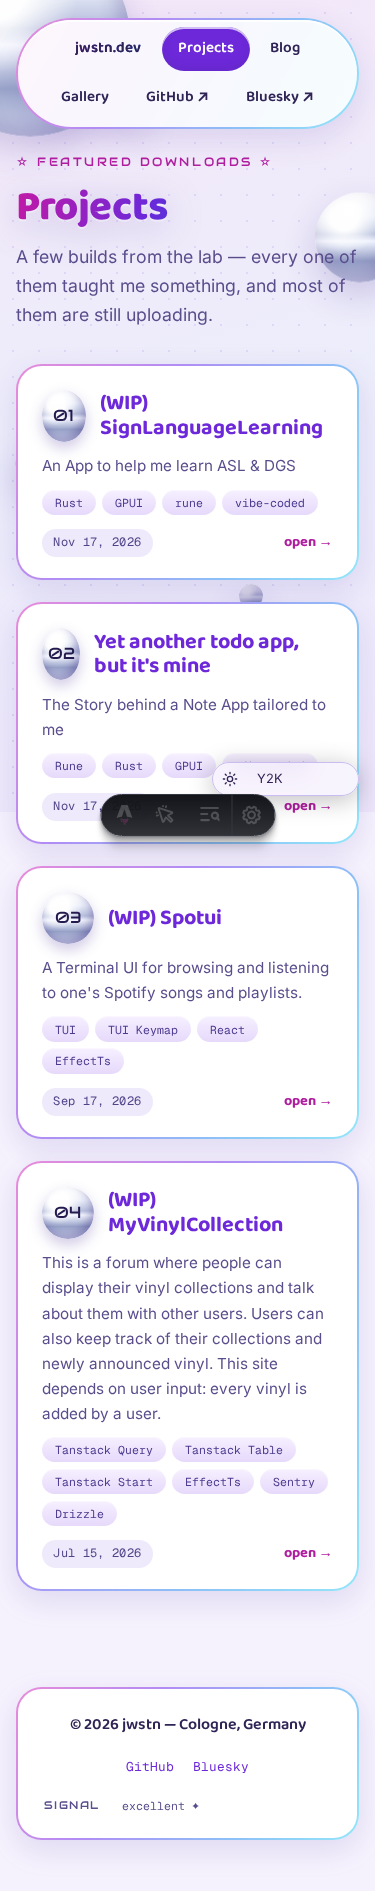 jwstn.dev Projects Blog
Gallery GitHub ↗ Bluesky ↗
☆ FEATURED DOWNLOADS ☆
Projects
A few builds from the lab — every one of
them taught me something, and most of
them are still uploading.
01 (WIP)
SignLanguageLearning
An App to help me learn ASL & DGS
Rust GPUI rune vibe-coded
Nov 17, 2026 open →
02 Yet another todo app,
but it's mine
The Story behind a Note App tailored to
me
Rune Rust GPUI
Y2K
Nov 17, open →
03 (WIP) Spotui
A Terminal UI for browsing and listening
to one's Spotify songs and playlists.
TUI TUI Keymap React
EffectTs
Sep 17, 2026 open →
04 (WIP)
MyVinylCollection
This is a forum where people can
display their vinyl collections and talk
about them with other users. Users can
also keep track of their collections and
newly announced vinyl. This site
depends on user input: every vinyl is
added by a user.
Tanstack Query Tanstack Table
Tanstack Start EffectTs Sentry
Drizzle
Jul 15, 2026 open →
© 2026 jwstn — Cologne, Germany
GitHub Bluesky
SIGNAL excellent ✦